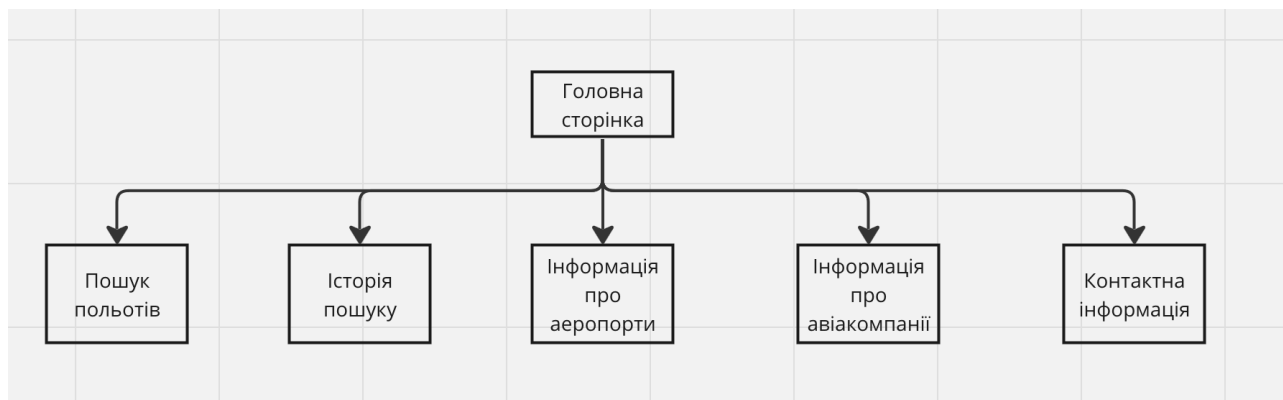 Головна
сторінка
Пошук
польотів
Історія
пошуку
Інформація
про
аеропорти
Інформація
про
авіакомпанії
Контактна
інформація